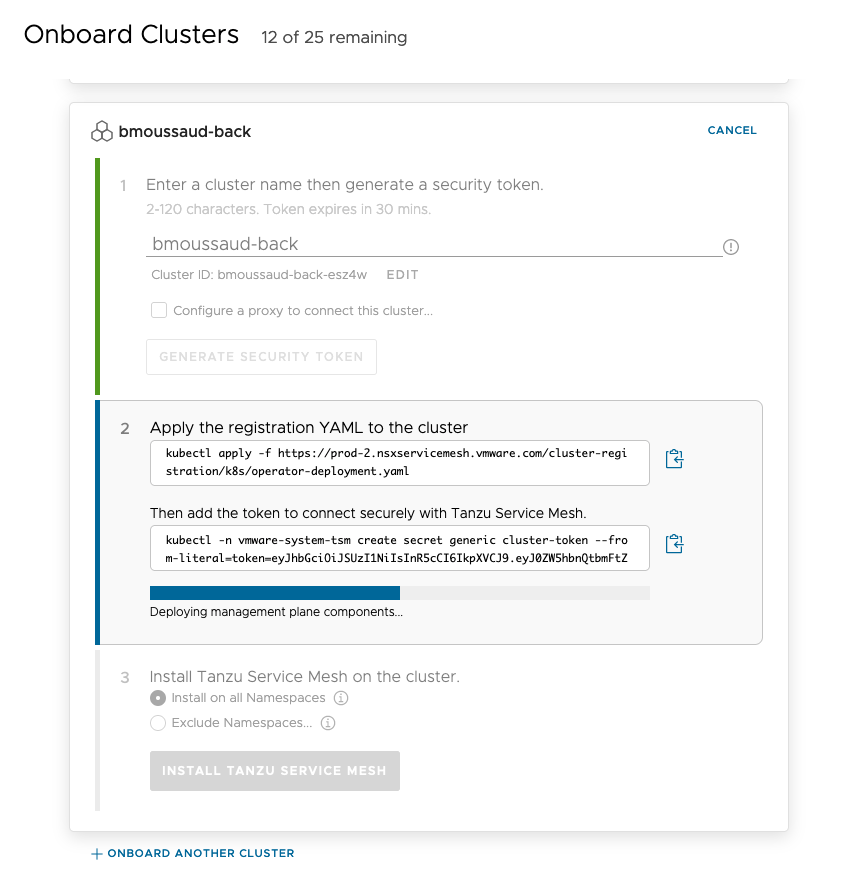 Onboard Clusters 12 of 25 remaining
bmoussaud-back CANCEL
1 Enter a cluster name then generate a security token.
2-120 characters. Token expires in 30 mins.
bmoussaud-back
Cluster ID: bmoussaud-back-esz4w EDIT
Configure a proxy to connect this cluster...
GENERATE SECURITY TOKEN
2 Apply the registration YAML to the cluster
kubectl apply -f https://prod-2.nsxservicemesh.vmware.com/cluster-regi
stration/k8s/operator-deployment.yaml
Then add the token to connect securely with Tanzu Service Mesh.
kubectl -n vmware-system-tsm create secret generic cluster-token --fro
m-literal=token=eyJhbGciOiJSUzI1NiIsInR5cCI6IkpXVCJ9.eyJ0ZW5hbnQtbmFtZ
Deploying management plane components...
3 Install Tanzu Service Mesh on the cluster.
Install on all Namespaces
Exclude Namespaces...
INSTALL TANZU SERVICE MESH
ONBOARD ANOTHER CLUSTER